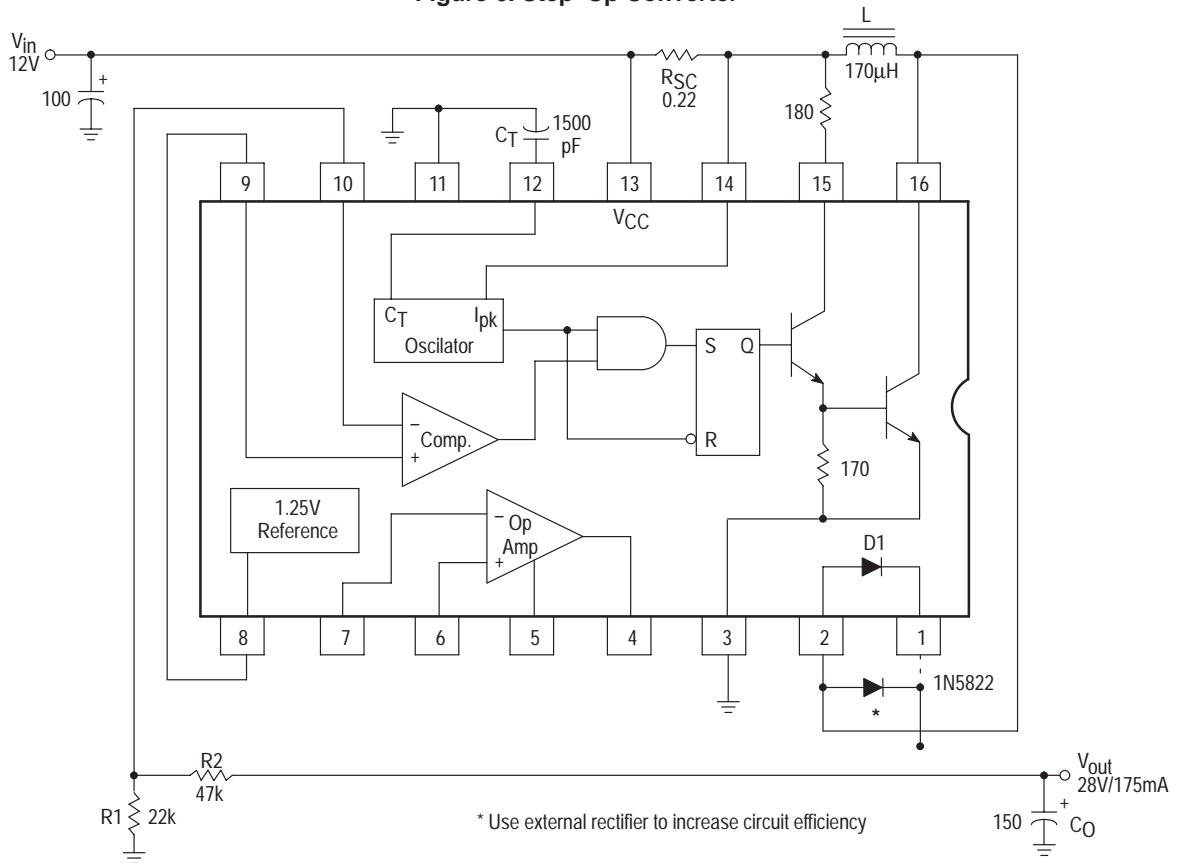 Figure 9. Step–Up Converter
L
Vin
12V
100
+
RSC
0.22
170µH
180
CT
1500
pF
9
10
11
12
13
14
15
16
VCC
CT
Ipk
Oscilator
S
Q
R
−
Comp.
+
170
1.25V
Reference
−
Op
Amp
+
D1
8
7
6
5
4
3
2
1
1N5822
*
R2
47k
R1
22k
Vout
28V/175mA
+
150
CO
* Use external rectifier to increase circuit efficiency